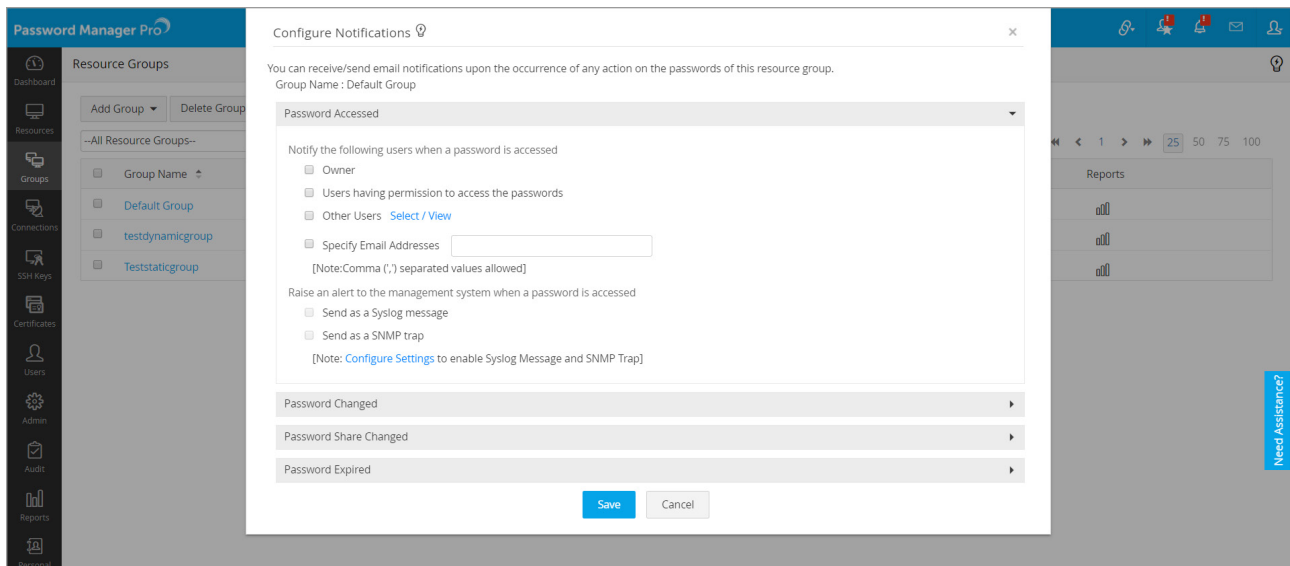 Password Manager Pro
Configure Notifications
×
Dashboard
Resources
Groups
Connections
SSH Keys
Certificates
Users
Admin
Audit
Reports
Personal
Resource Groups
Add Group
Delete Group
--All Resource Groups--
1 25 50 75 100
Group Name
Reports
Default Group
testdynamicgroup
Teststaticgroup
You can receive/send email notifications upon the occurrence of any action on the passwords of this resource group.
Group Name : Default Group
Password Accessed
Notify the following users when a password is accessed
Owner
Users having permission to access the passwords
Other Users Select / View
Specify Email Addresses
[Note:Comma (',') separated values allowed]
Raise an alert to the management system when a password is accessed
Send as a Syslog message
Send as a SNMP trap
[Note: Configure Settings to enable Syslog Message and SNMP Trap]
Password Changed
Password Share Changed
Password Expired
Save Cancel
Need Assistance?